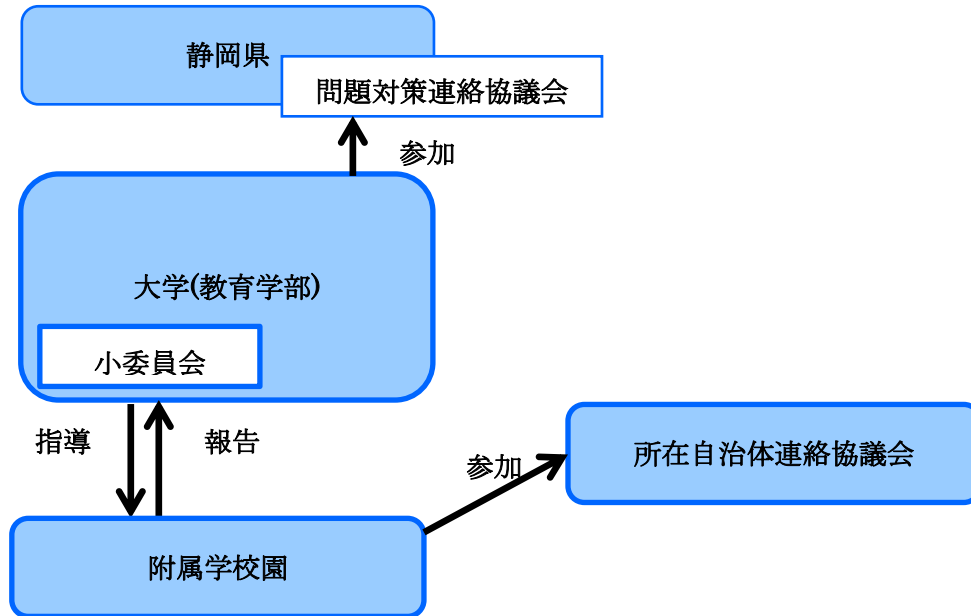 静岡県
問題対策連絡協議会
参加
大学(教育学部)
小委員会
指導
報告
参加
所在自治体連絡協議会
附属学校園